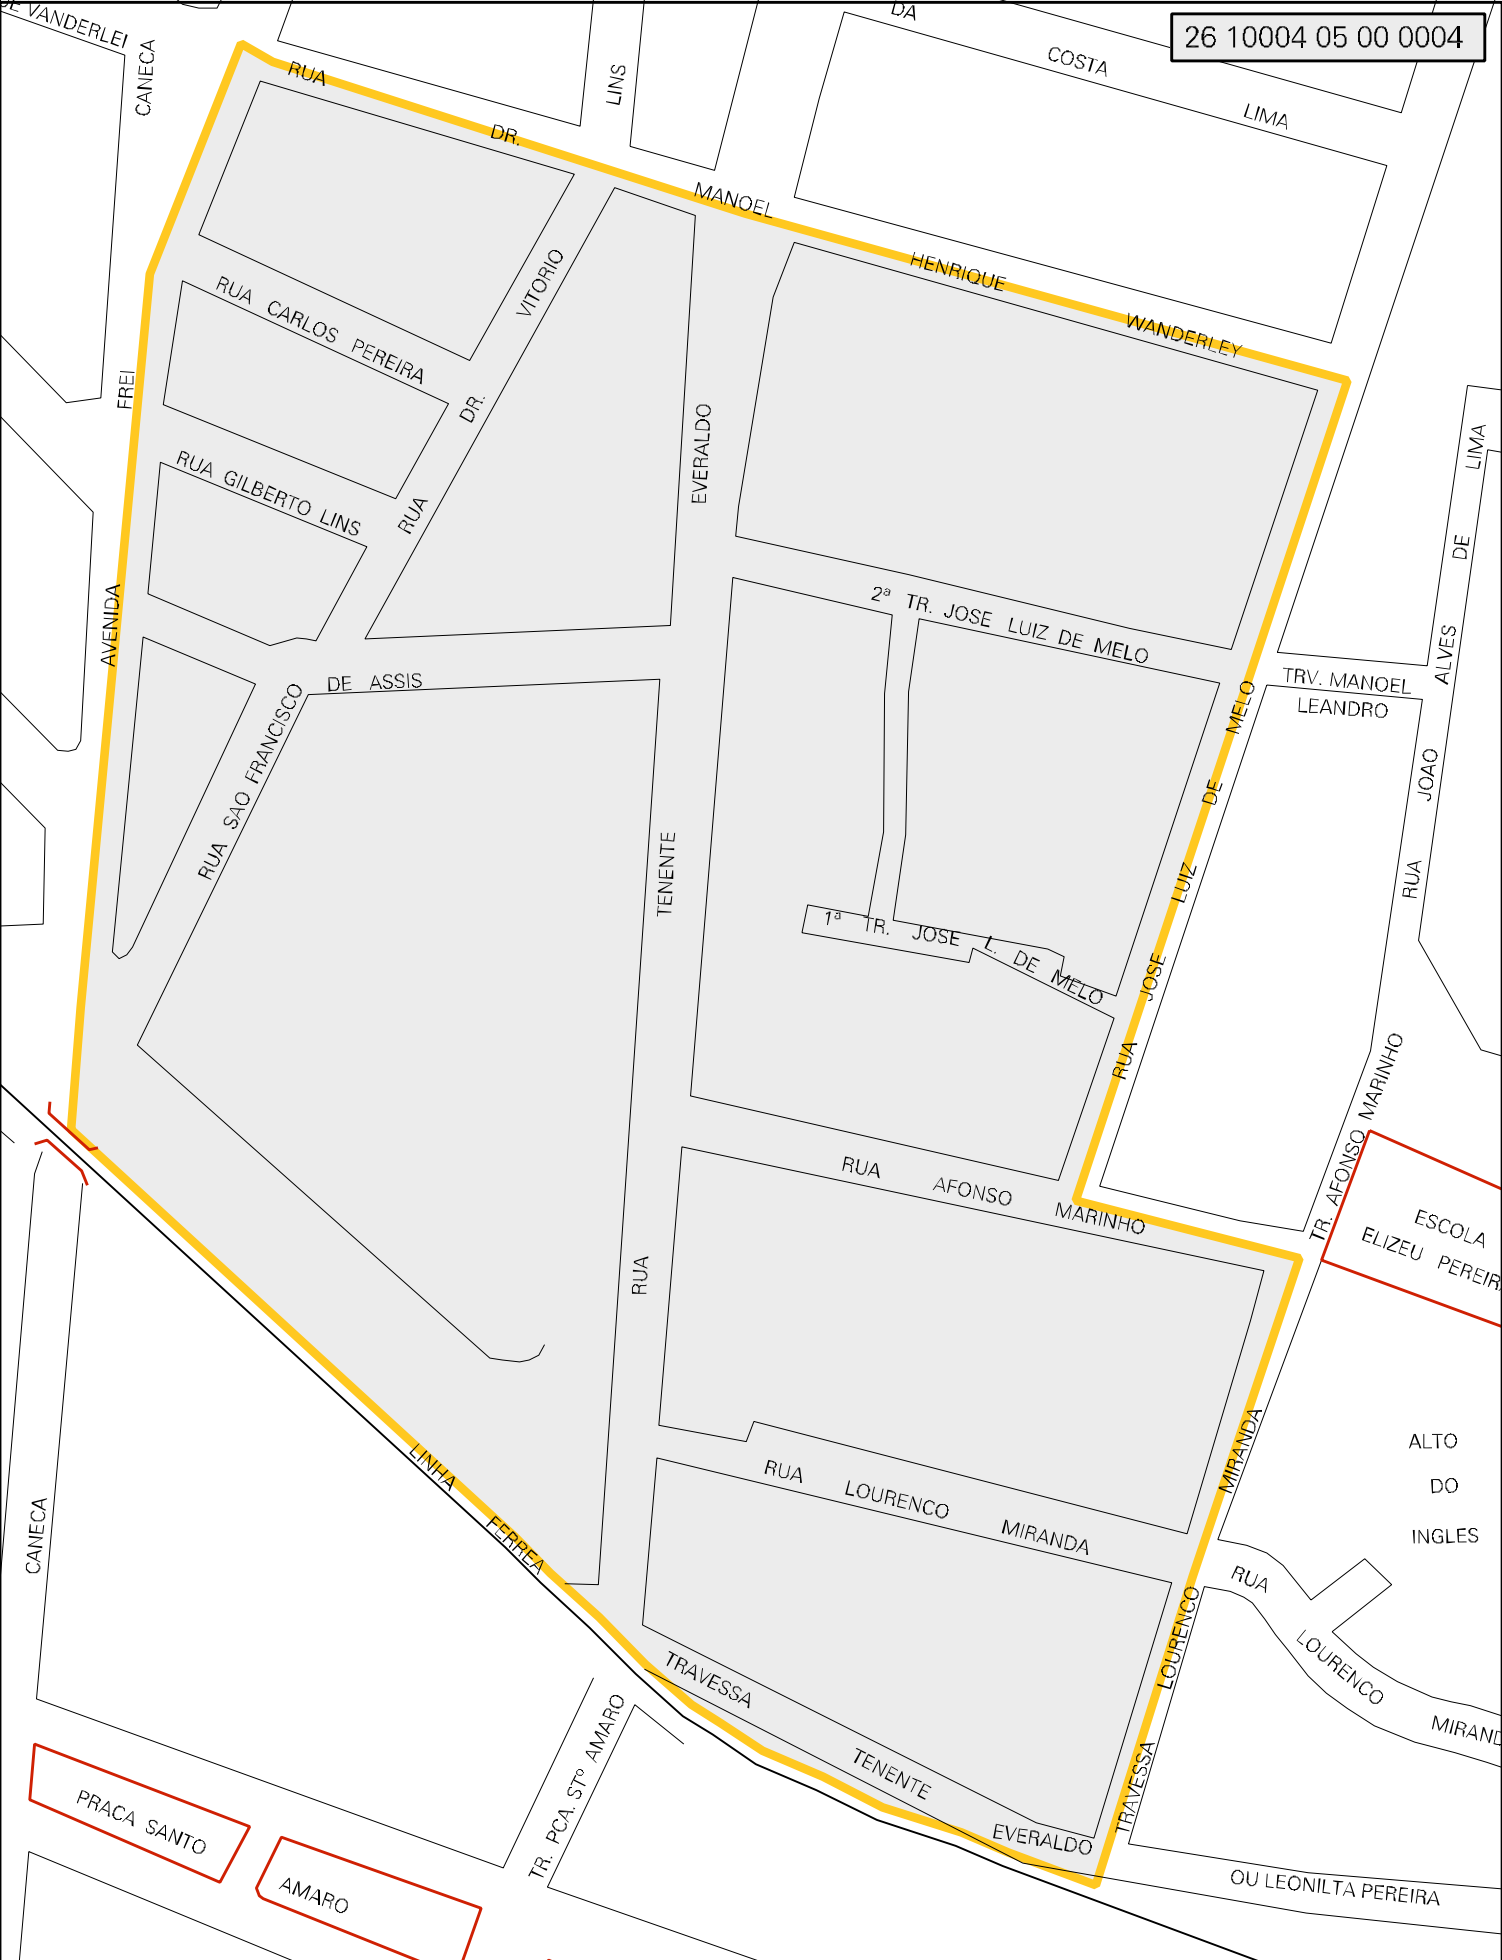 26 10004 05 00 0004
VANDERLEI
CANECA
LINS
DA
COSTA
LIMA
RUA
DR.
MANOEL
HENRIQUE
WANDERLEY
RUA CARLOS PEREIRA
RUA
DR.
VITORIO
RUA GILBERTO LINS
AVENIDA
FREI
EVERALDO
TENENTE
RUA
2ª TR. JOSE LUIZ DE MELO
DE ASSIS
RUA SAO FRANCISCO
TRV. MANOEL
LEANDRO
RUA
JOAO
ALVES
DE
LIMA
RUA
JOSE
LUIZ
DE
MELO
1ª TR. JOSE L. DE MELO
TR. AFONSO MARINHO
RUA AFONSO MARINHO
ESCOLA
ELIZEU
ALTO
DO
INGLES
RUA LOURENCO MIRANDA
LINHA
FERREA
CANECA
TRAVESSA
LOURENCO
MIRANDA
RUA
LOURENCO
TRAVESSA
TENENTE
EVERALDO
TR. PCA. STº AMARO
PRACA SANTO
AMARO
OU LEONILTA PEREIRA